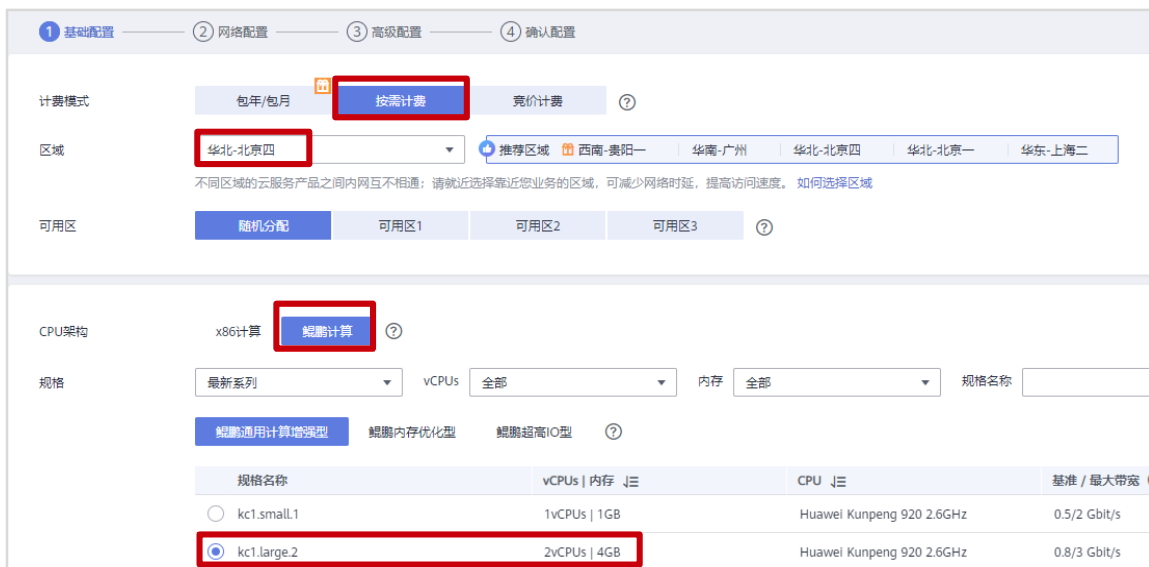 1 基础配置 2 网络配置 3 高级配置 4 确认配置
计费模式 包年/包月 按需计费 竞价计费 ?
区域 华北-北京四 推荐区域 西南-贵阳一 华南-广州 华北-北京四 华北-北京一 华东-上海二
不同区域的云服务产品之间内网互不相通；请就近选择靠近您业务的区域，可减少网络时延，提高访问速度。 如何选择区域
可用区 随机分配 可用区1 可用区2 可用区3 ?
CPU架构 x86计算 鲲鹏计算 ?
规格 最新系列 vCPUs 全部 内存 全部 规格名称
鲲鹏通用计算增强型 鲲鹏内存优化型 鲲鹏超高IO型 ?
规格名称 vCPUs | 内存 CPU 基准 / 最大带宽
kc1.small.1 1vCPUs | 1GB Huawei Kunpeng 920 2.6GHz 0.5/2 Gbit/s
kc1.large.2 2vCPUs | 4GB Huawei Kunpeng 920 2.6GHz 0.8/3 Gbit/s